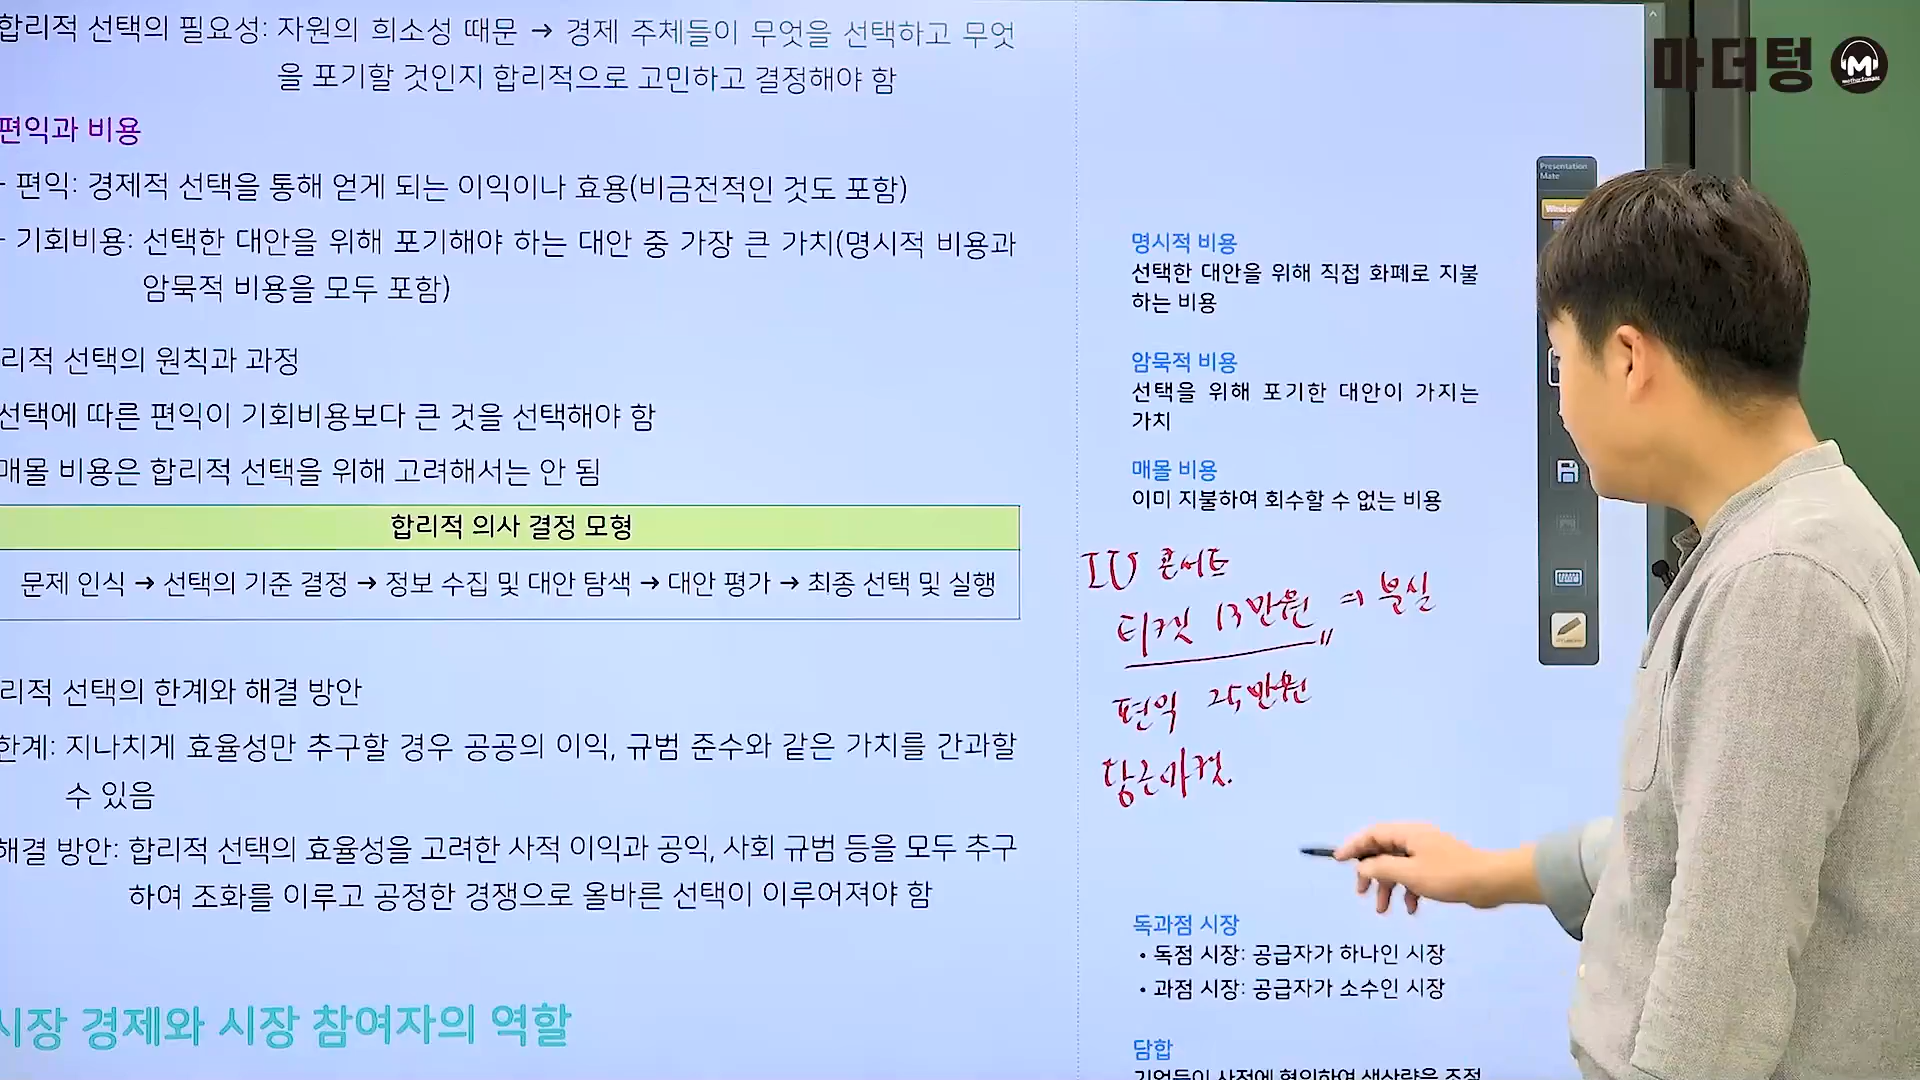 합리적 선택의 필요성: 자원의 희소성 때문 → 경제 주체들이 무엇을 선택하고 무엇
을 포기할 것인지 합리적으로 고민하고 결정해야 함
편익과 비용
- 편익: 경제적 선택을 통해 얻게 되는 이익이나 효용(비금전적인 것도 포함)
- 기회비용: 선택한 대안을 위해 포기해야 하는 대안 중 가장 큰 가치(명시적 비용과
암묵적 비용을 모두 포함)
리적 선택의 원칙과 과정
선택에 따른 편익이 기회비용보다 큰 것을 선택해야 함
매몰 비용은 합리적 선택을 위해 고려해서는 안 됨
합리적 의사 결정 모형
문제 인식 → 선택의 기준 결정 → 정보 수집 및 대안 탐색 → 대안 평가 → 최종 선택 및 실행
리적 선택의 한계와 해결 방안
한계: 지나치게 효율성만 추구할 경우 공공의 이익, 규범 준수와 같은 가치를 간과할
수 있음
해결 방안: 합리적 선택의 효율성을 고려한 사적 이익과 공익, 사회 규범 등을 모두 추구
하여 조화를 이루고 공정한 경쟁으로 올바른 선택이 이루어져야 함
시장 경제와 시장 참여자의 역할
명시적 비용
선택한 대안을 위해 직접 화폐로 지불
하는 비용
암묵적 비용
선택을 위해 포기한 대안이 가지는
가치
매몰 비용
이미 지불하여 회수할 수 없는 비용
IU 콘서트
티켓 13만원 ⇒ 분실
편익 25만원
당근마켓.
독과점 시장
• 독점 시장: 공급자가 하나인 시장
• 과점 시장: 공급자가 소수인 시장
담합
기업들이 사전에 협의하여 생산량을 조절
마더텅 M
Presentation
Mate